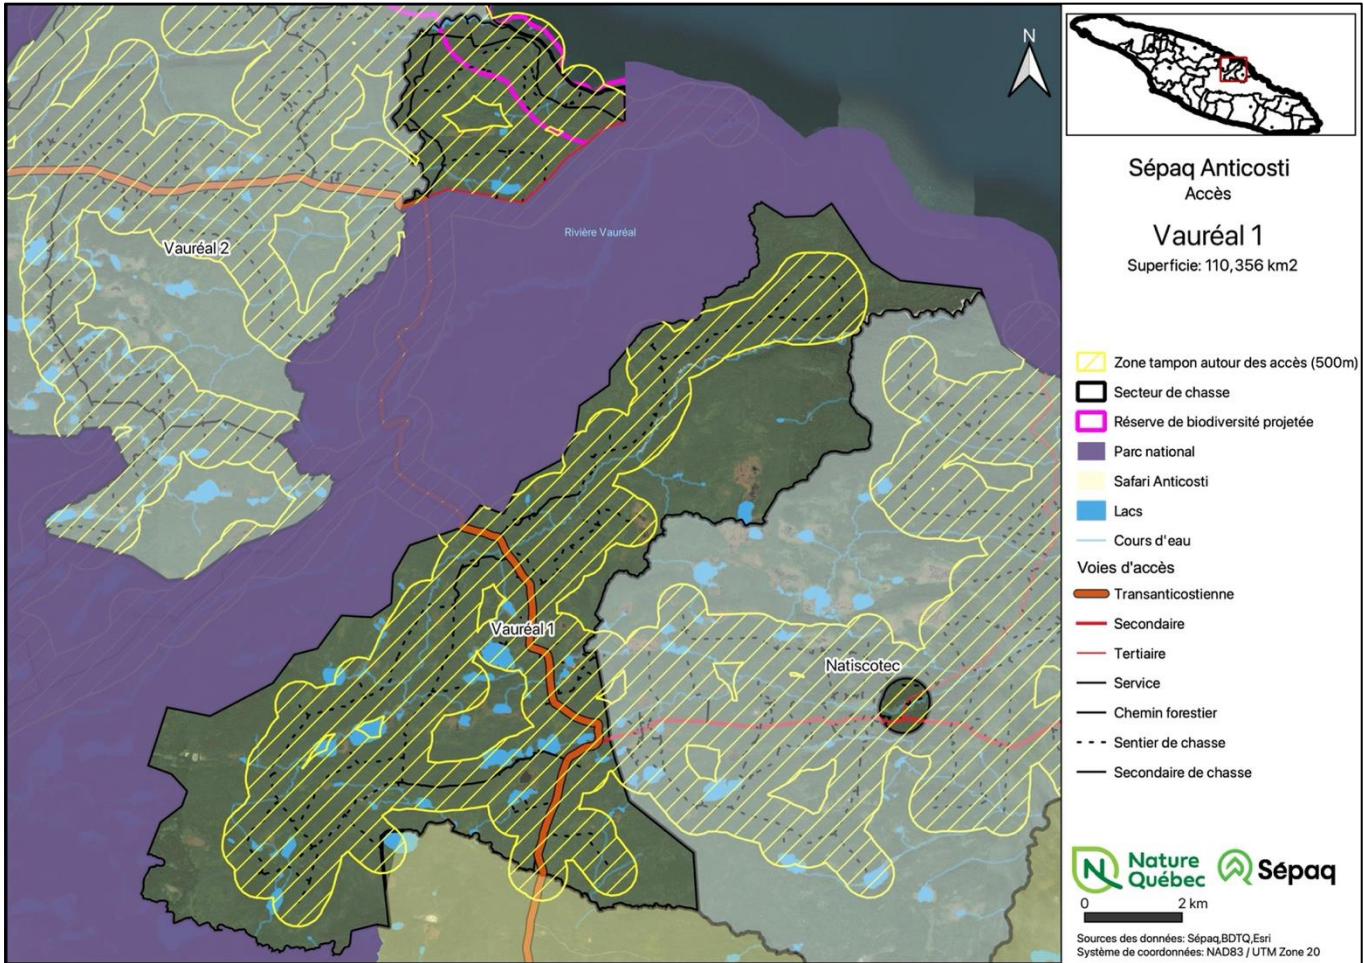 N
Rivière Vauréal
Vauréal 2
Vauréal 1
Natiscotec
Sépaq Anticosti
Accès
Vauréal 1
Superficie: 110,356 km2
Zone tampon autour des accès (500m)
Secteur de chasse
Réserve de biodiversité projetée
Parc national
Safari Anticosti
Lacs
Cours d'eau
Voies d'accès
Transanticostienne
Secondaire
Tertiaire
Service
Chemin forestier
Sentier de chasse
Secondaire de chasse
Nature
Québec
Sépaq
0 2 km
Sources des données: Sépaq,BDTQ,Esri
Système de coordonnées: NAD83 / UTM Zone 20